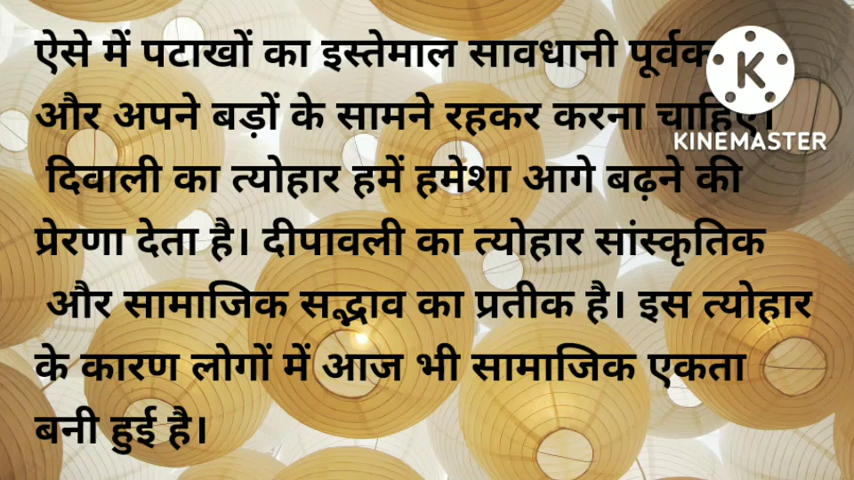 ऐसे में पटाखों का इस्तेमाल सावधानी पूर्वक
और अपने बड़ों के सामने रहकर करना चाहिए।
दिवाली का त्योहार हमें हमेशा आगे बढ़ने की
प्रेरणा देता है। दीपावली का त्योहार सांस्कृतिक
और सामाजिक सद्भाव का प्रतीक है। इस त्योहार
के कारण लोगों में आज भी सामाजिक एकता
बनी हुई है।
K
KINEMASTER